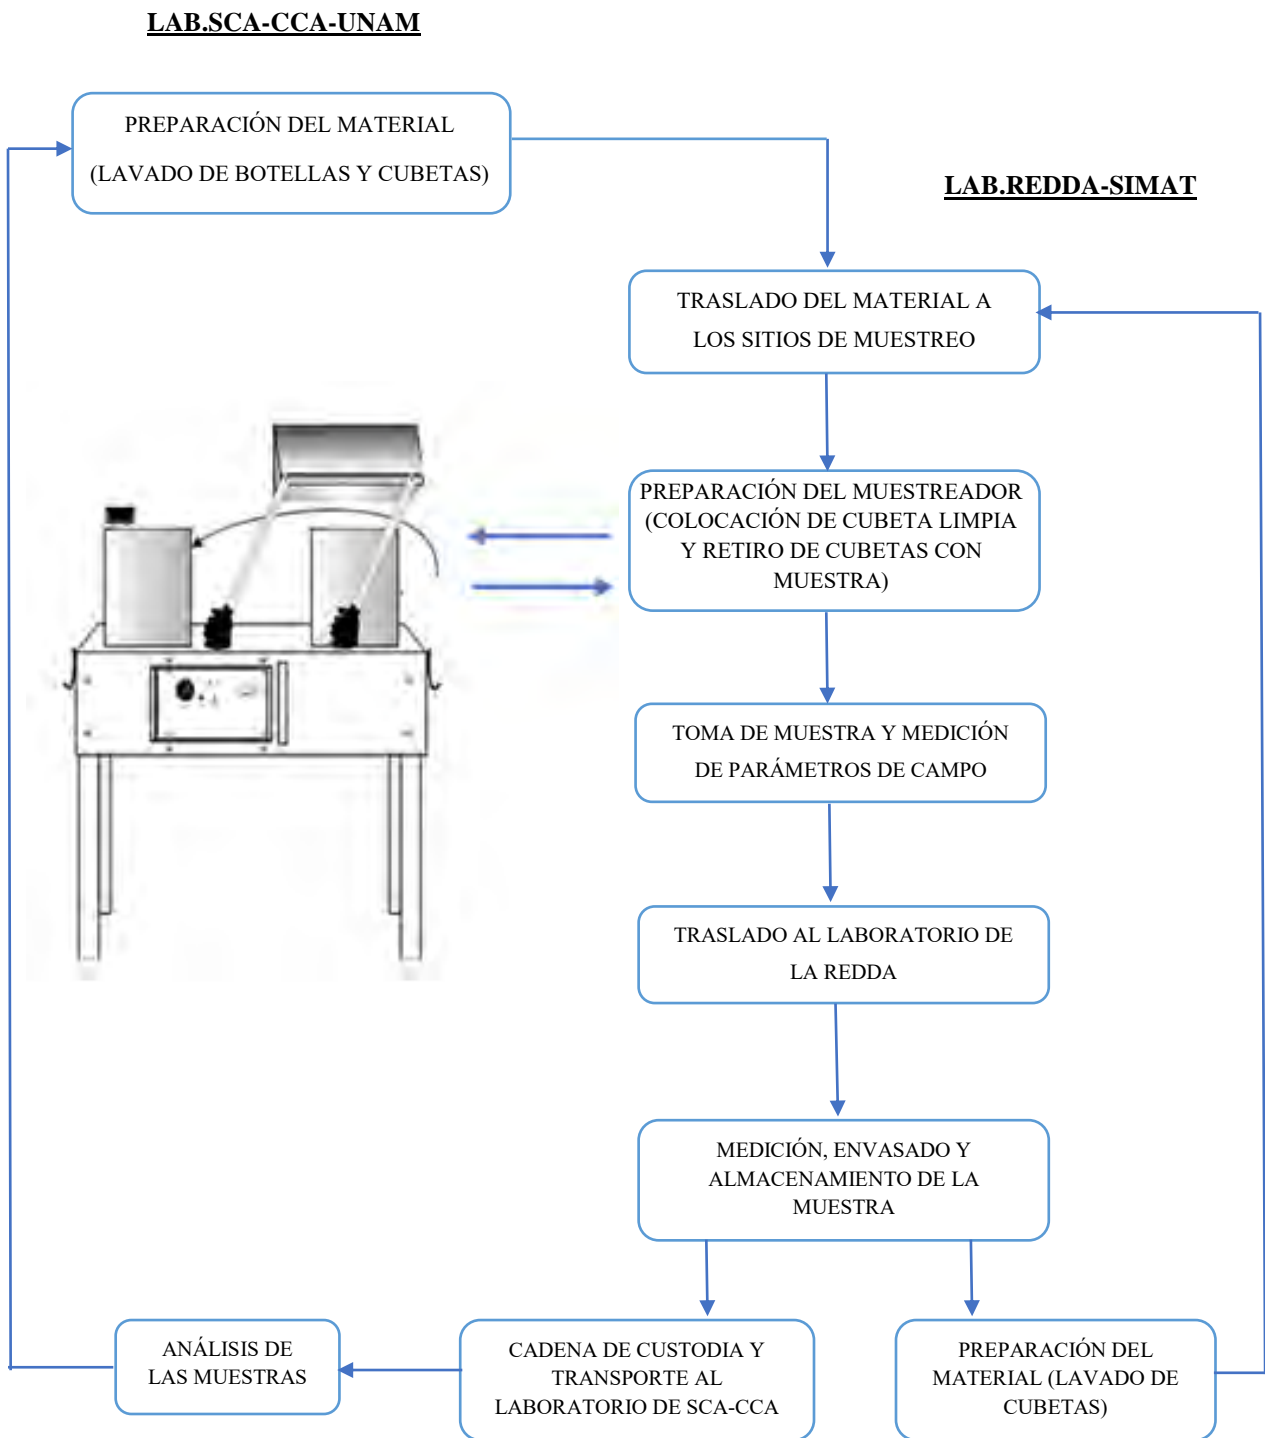 LAB.SCA-CCA-UNAM
PREPARACIÓN DEL MATERIAL
(LAVADO DE BOTELLAS Y CUBETAS)
LAB.REDDA-SIMAT
TRASLADO DEL MATERIAL A
LOS SITIOS DE MUESTREO
PREPARACIÓN DEL MUESTREADOR
(COLOCACIÓN DE CUBETA LIMPIA
Y RETIRO DE CUBETAS CON
MUESTRA)
TOMA DE MUESTRA Y MEDICIÓN
DE PARÁMETROS DE CAMPO
TRASLADO AL LABORATORIO DE
LA REDDA
MEDICIÓN, ENVASADO Y
ALMACENAMIENTO DE LA
MUESTRA
ANÁLISIS DE
LAS MUESTRAS
CADENA DE CUSTODIA Y
TRANSPORTE AL
LABORATORIO DE SCA-CCA
PREPARACIÓN DEL
MATERIAL (LAVADO DE
CUBETAS)